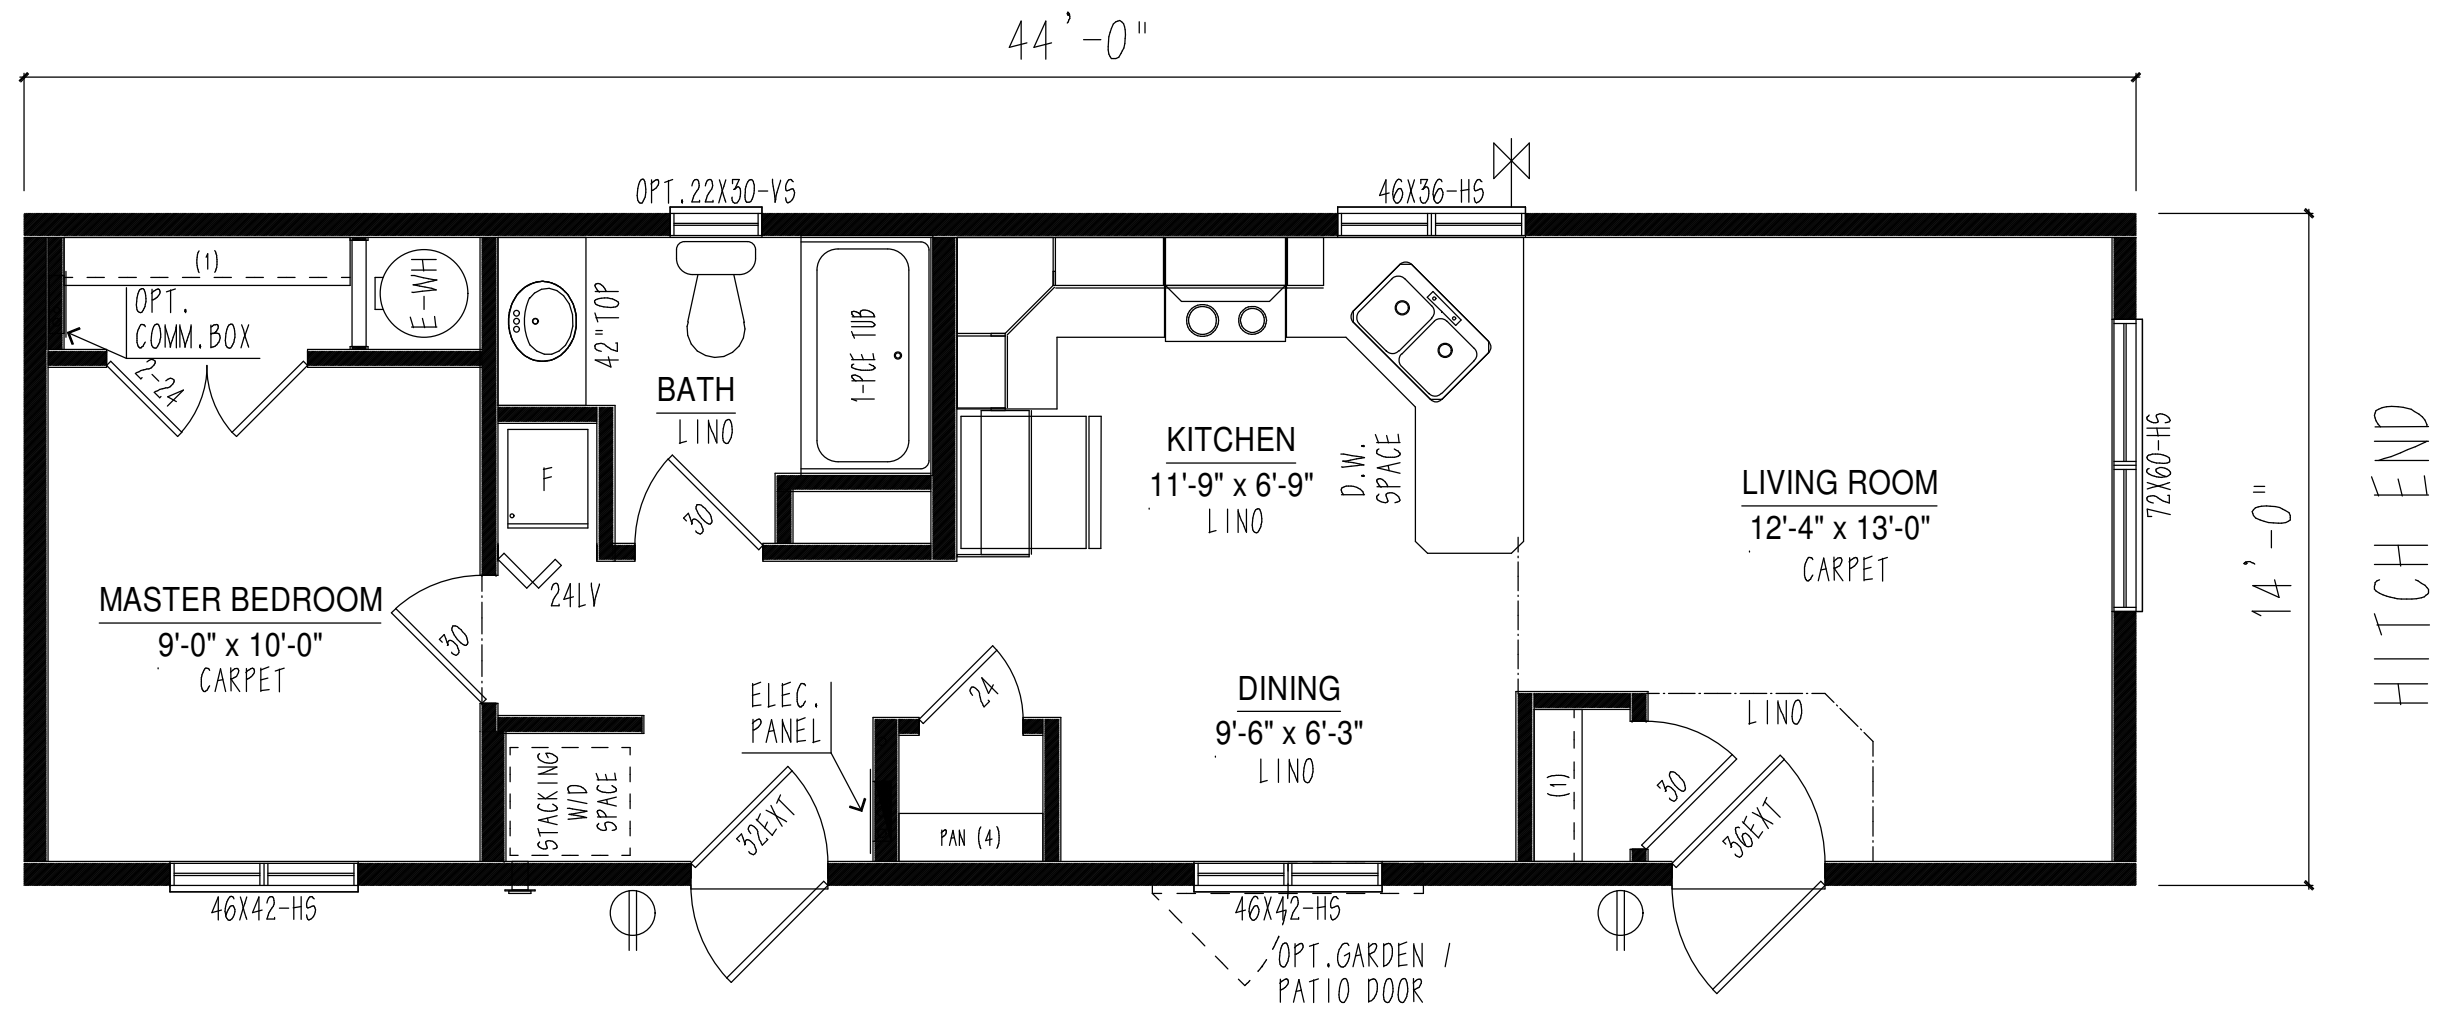 44'-0"
OPT.22X30-VS
46X36-HS
(1)
E-WH
OPT.
COMM.BOX
2-24
42"TOP
1-PCE TUB
BATH
LINO
F
30
24LV
KITCHEN
11'-9" x 6'-9"
LINO
D.W.
SPACE
LIVING ROOM
12'-4" x 13'-0"
CARPET
72X60-HS
14'-0"
HITCH END
MASTER BEDROOM
9'-0" x 10'-0"
CARPET
30
ELEC.
PANEL
24
DINING
9'-6" x 6'-3"
LINO
LINO
STACKING
W/D
SPACE
32EXT
PAN (4)
(1)
30
36EXT
46X42-HS
46X42-HS
OPT.GARDEN /
PATIO DOOR